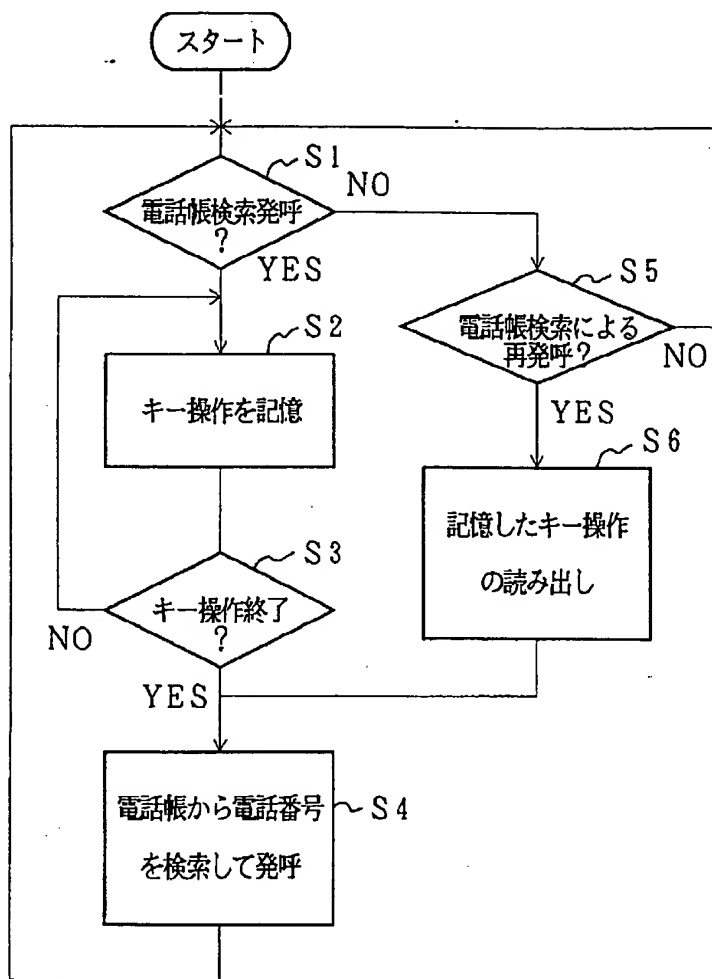 スタート
S1
電話帳検索発呼
?
NO
YES
S5
電話帳検索による
再発呼?
NO
YES
S2
キー操作を記憶
S6
記憶したキー操作
の読み出し
S3
キー操作終了
?
NO
YES
電話帳から電話番号
を検索して発呼
S4